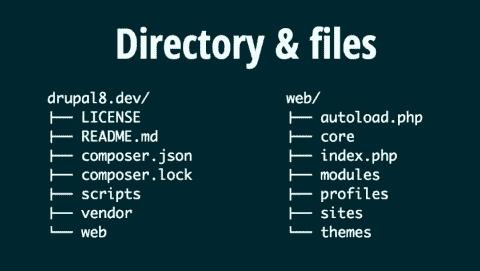 Directory & files
drupal8.dev/
├── LICENSE
├── README.md
├── composer.json
├── composer.lock
├── scripts
├── vendor
└── web
web/
├── autoload.php
├── core
├── index.php
├── modules
├── profiles
├── sites
└── themes